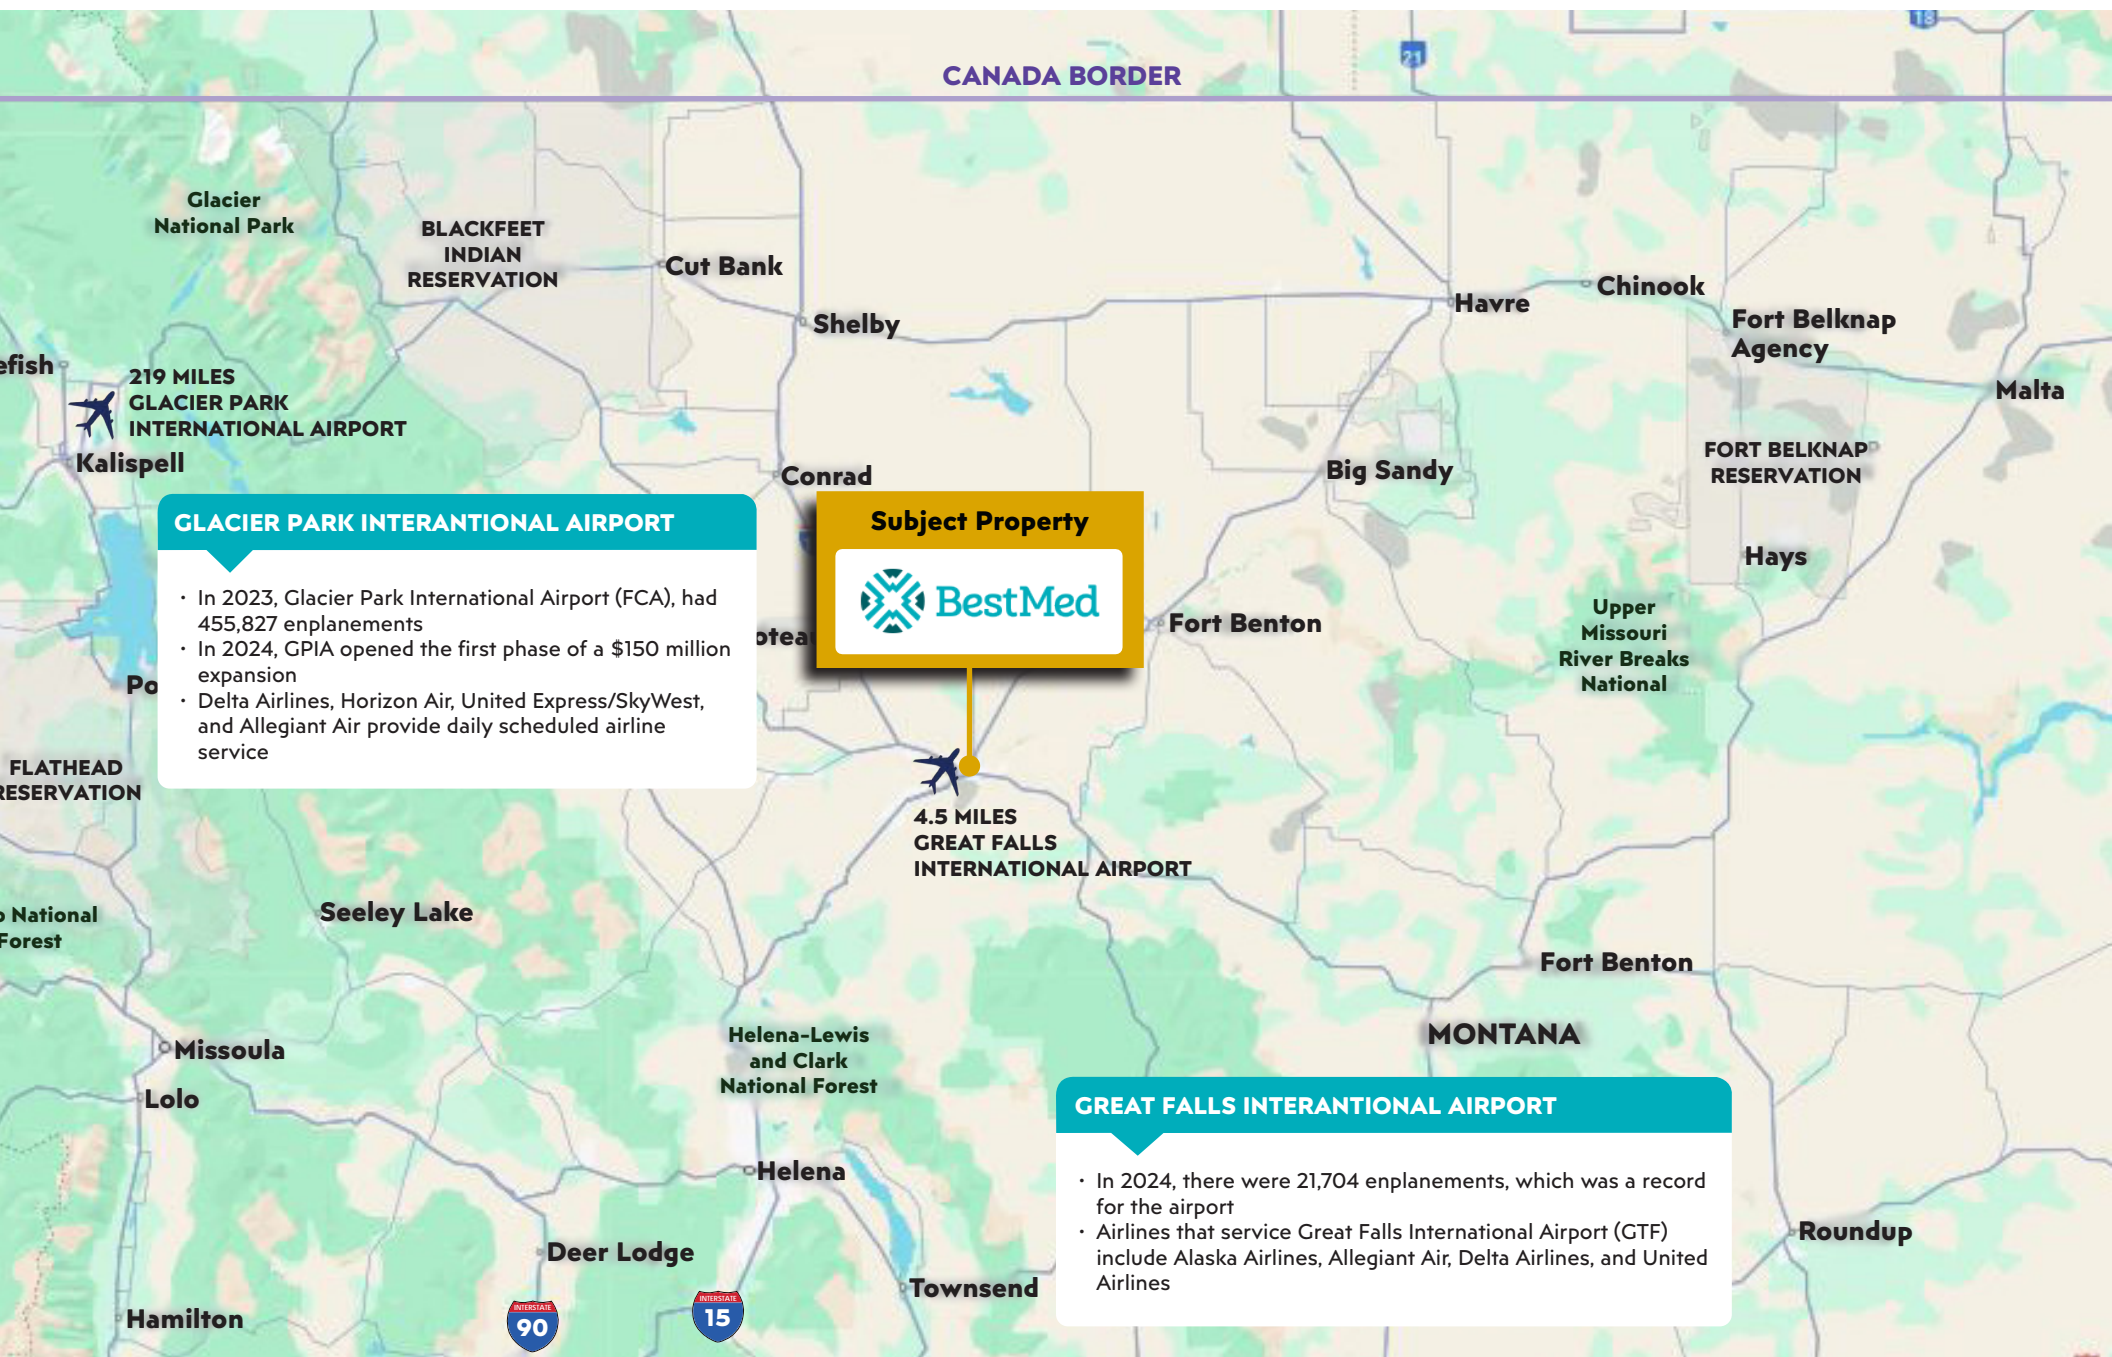 18
21
CANADA BORDER
Glacier
National Park
BLACKFEET
INDIAN
RESERVATION
Cut Bank
Shelby
Havre
Chinook
Fort Belknap
Agency
efish
219 MILES
GLACIER PARK
INTERNATIONAL AIRPORT
Malta
Kalispell
Conrad
Big Sandy
FORT BELKNAP
RESERVATION
GLACIER PARK INTERANTIONAL AIRPORT
• In 2023, Glacier Park International Airport (FCA), had
455,827 enplanements
• In 2024, GPIA opened the first phase of a $150 million
expansion
• Delta Airlines, Horizon Air, United Express/SkyWest,
and Allegiant Air provide daily scheduled airline
service
Subject Property
BestMed
Hays
otea
Fort Benton
Upper
Missouri
River Breaks
National
Po
FLATHEAD
RESERVATION
4.5 MILES
GREAT FALLS
INTERNATIONAL AIRPORT
Seeley Lake
o National
Forest
Fort Benton
MONTANA
Helena-Lewis
and Clark
National Forest
Missoula
Lolo
GREAT FALLS INTERANTIONAL AIRPORT
• In 2024, there were 21,704 enplanements, which was a record
for the airport
• Airlines that service Great Falls International Airport (GTF)
include Alaska Airlines, Allegiant Air, Delta Airlines, and United
Airlines
Helena
Deer Lodge
Roundup
Townsend
Hamilton
INTERSTATE
90
INTERSTATE
15